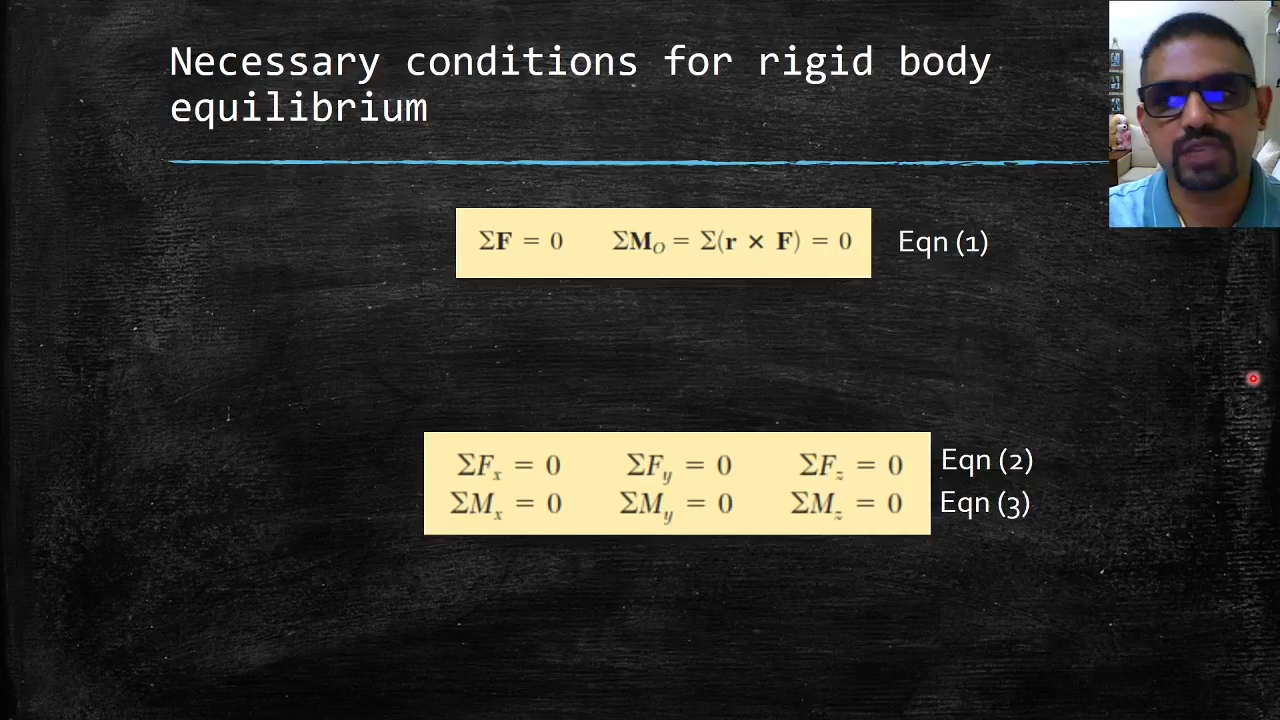 Necessary conditions for rigid body
equilibrium
ΣF = 0 ΣM_O = Σ(r × F) = 0 Eqn (1)
ΣF_x = 0 ΣF_y = 0 ΣF_z = 0 Eqn (2)
ΣM_x = 0 ΣM_y = 0 ΣM_z = 0 Eqn (3)